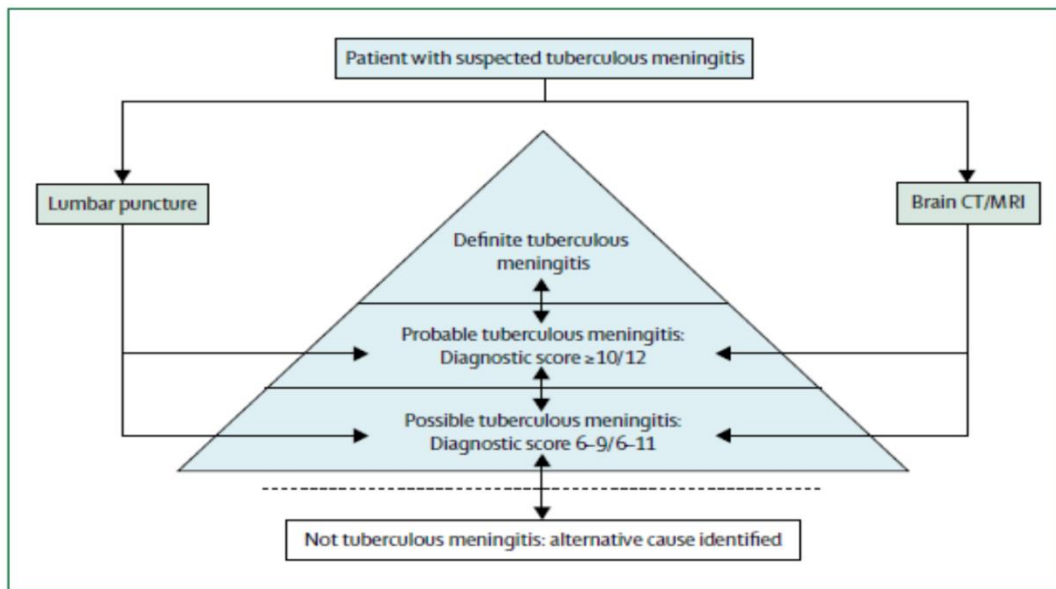 Patient with suspected tuberculous meningitis
Lumbar puncture
Brain CT/MRI
Definite tuberculous
meningitis
Probable tuberculous meningitis:
Diagnostic score ≥10/12
Possible tuberculous meningitis:
Diagnostic score 6–9/6–11
Not tuberculous meningitis: alternative cause identified